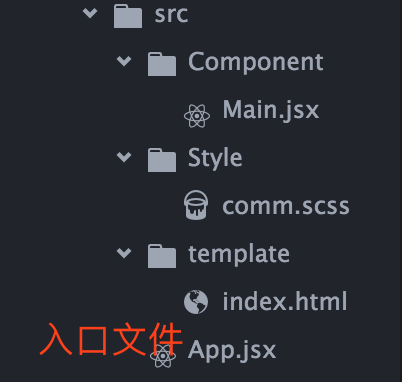 src
Component
Main.jsx
Style
comm.scss
template
index.html
入口文件 App.jsx